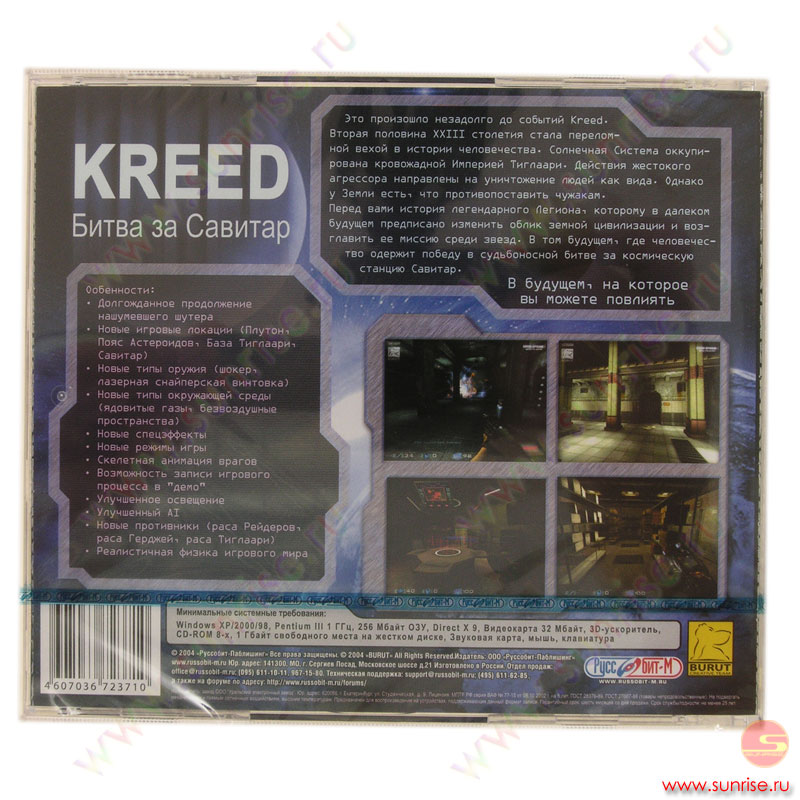 KREED
Битва за Савитар
Это произошло незадолго до событий Kreed.
Вторая половина XXIII столетия стала перелом-
ной вехой в истории человечества. Солнечная Система оккупи-
рована кровожадной Империей Тиглаари. Действия жестокого
агрессора направлены на уничтожение людей как вида. Однако
у Земли есть, что противопоставить чужакам.
Перед вами история легендарного Легиона, которому в далеком
будущем предписано изменить облик земной цивилизации и воз-
главить ее миссию среди звезд. В том будущем, где человечес-
тво одержит победу в судьбоносной битве за космическую
станцию Савитар.
В будущем, на которое
вы можете повлиять
Особенности:
• Долгожданное продолжение
нашумевшего шутера
• Новые игровые локации (Плутон,
Пояс Астероидов, База Тиглаари,
Савитар)
• Новые типы оружия (шокер,
лазерная снайперская винтовка)
• Новые типы окружающей среды
(ядовитые газы, безвоздушные
пространства)
• Новые спецэффекты
• Новые режимы игры
• Скелетная анимация врагов
• Возможность записи игрового
процесса в "демо"
• Улучшенное освещение
• Улучшенный AI
• Новые противники (раса Рейдеров,
раса Герджей, раса Тиглаари)
• Реалистичная физика игрового мира
Минимальные системные требования:
Windows XP/2000/98, Pentium III 1 ГГц, 256 Мбайт ОЗУ, Direct X 9, Видеокарта 32 Мбайт, 3D-ускоритель,
CD-ROM 8-x, 1 Гбайт свободного места на жестком диске, Звуковая карта, мышь, клавиатура
© 2004 «Руссобит-Паблишинг» Все права защищены. © 2004 «BURUT» All Rights Reserved.Издатель: ООО «Руссобит-Паблишинг»
www.russobit-m.ru Юр. адрес: 141300, МО, г. Сергиев Посад, Московское шоссе д.21 Изготовлено в России. Отдел продаж:
office@russobit-m.ru, (095) 611-10-11, 967-15-80. Техническая поддержка: support@russobit-m.ru; (495) 611-62-85,
а также на форуме по адресу: http://www.russobit-m.ru/forums/
4607036723710
РуссОбИТ-М
WWW.RUSSOBIT-M.RU
BURUT
CREATIVE TEAM
www.sunrise.ru